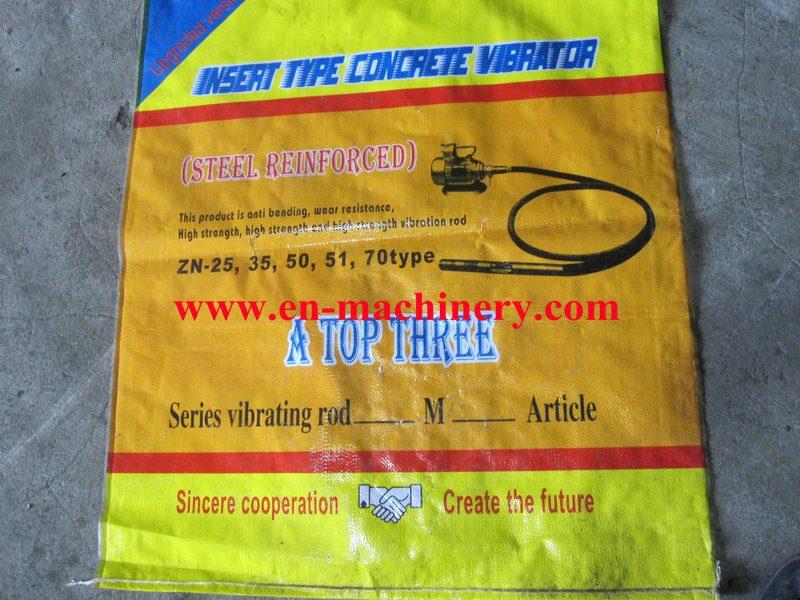 Upgraded version
INSERT TYPE CONCRETE VIBRATOR
(STEEL REINFORCED)
This product is anti bending, wear resistance,
High strength, high strength and high strength vibration rod
ZN-25, 35, 50, 51, 70type
www.en-machinery.com
A TOP THREE
Series vibrating rod_____ M _____ Article
Sincere cooperation Create the future